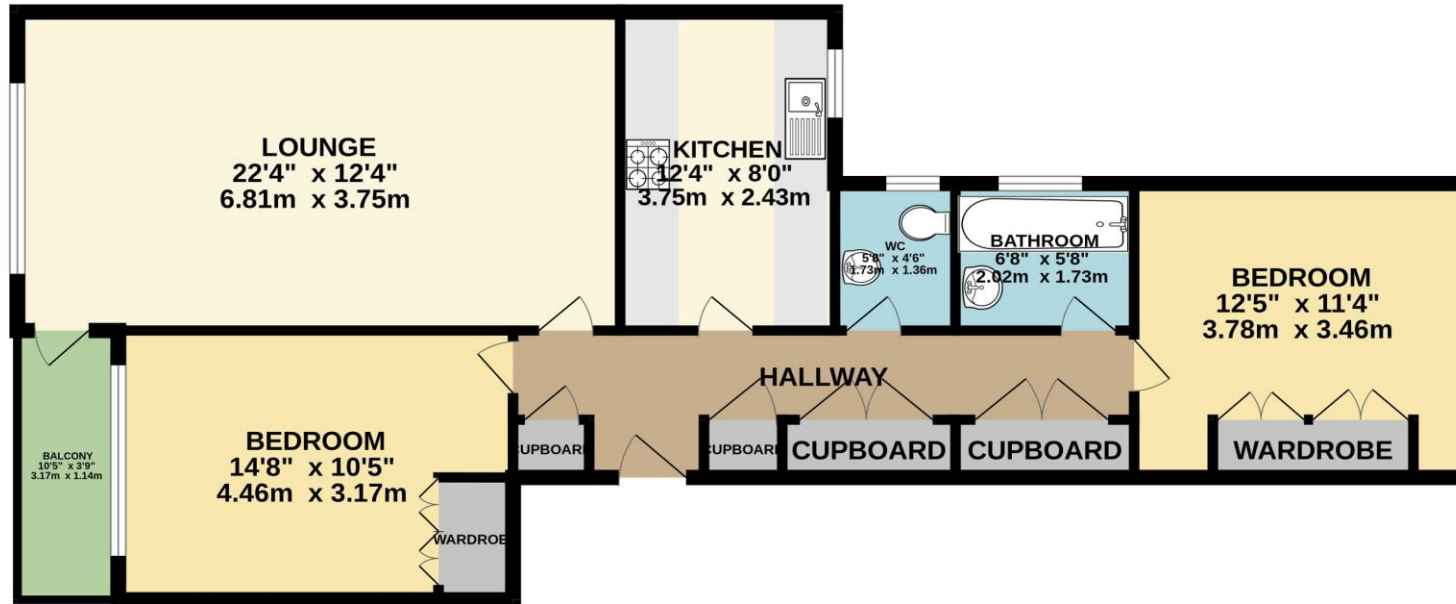 LOUNGE
22'4" x 12'4"
6.81m x 3.75m
KITCHEN
12'4" x 8'0"
3.75m x 2.43m
WC
5'8" x 4'6"
1.73m x 1.36m
BATHROOM
6'8" x 5'8"
2.02m x 1.73m
BEDROOM
12'5" x 11'4"
3.78m x 3.46m
HALLWAY
BALCONY
10'5" x 3'9"
3.17m x 1.14m
BEDROOM
14'8" x 10'5"
4.46m x 3.17m
WARDROBE
CUPBOARD
CUPBOARD
CUPBOARD
CUPBOARD
WARDROBE